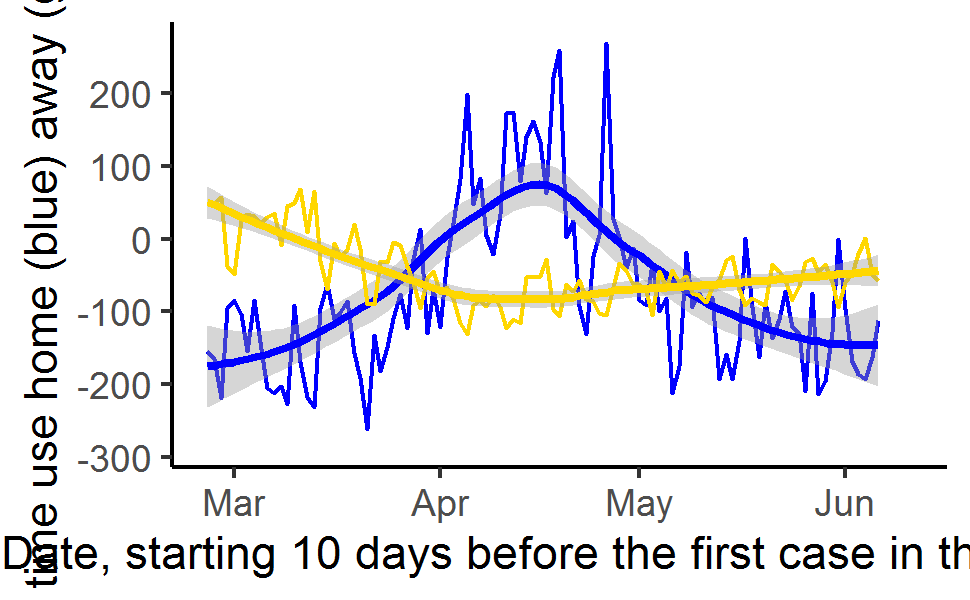 time use home (blue) away (
200
100
0
-100
-200
-300
Mar Apr May Jun
Date, starting 10 days before the first case in th